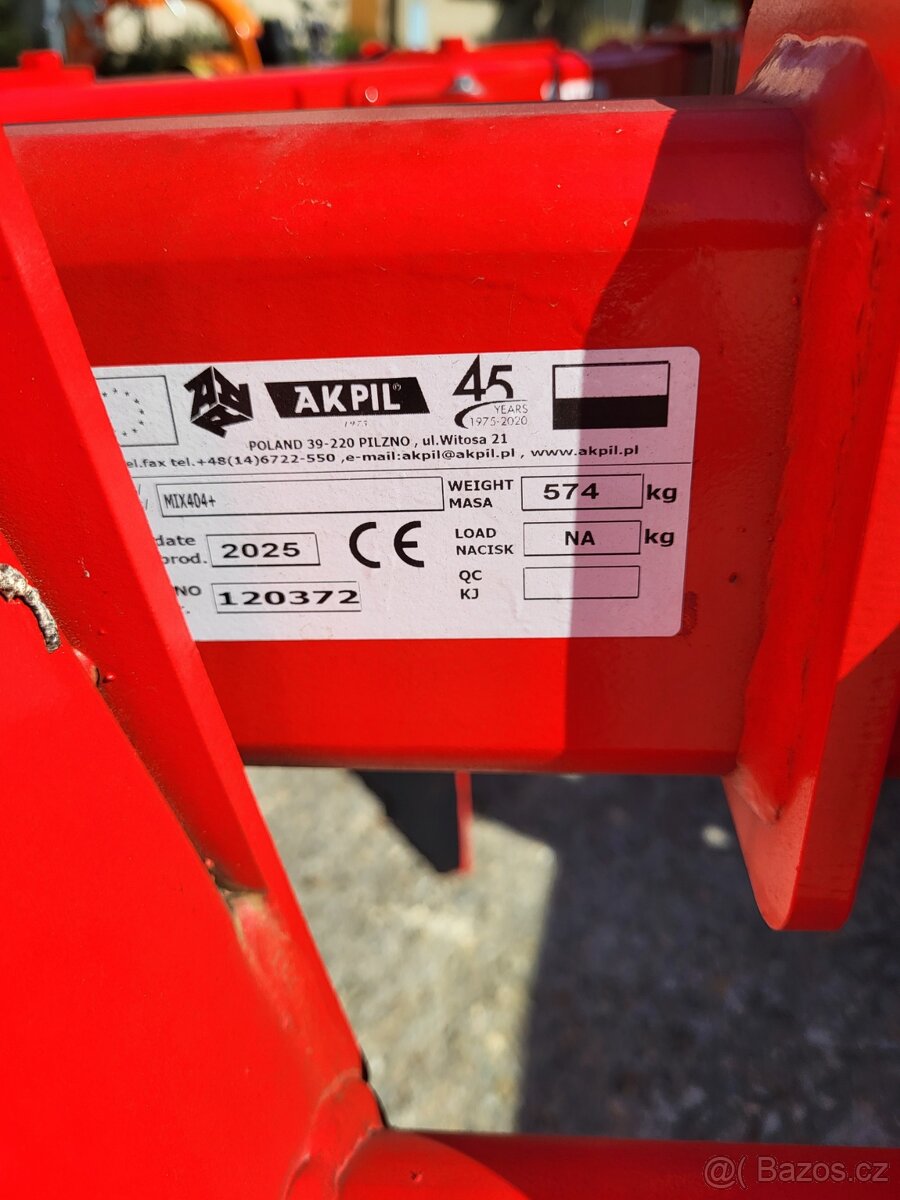 AKPIL®
1975
45
YEARS
1975-2020
POLAND 39-220 PILZNO , ul.Witosa 21
el.fax tel.+48(14)6722-550 ,e-mail:akpil@akpil.pl , www.akpil.pl
MIX404+
WEIGHT
MASA
574 kg
date
prod.
2025
CE
LOAD
NACISK
NA kg
NO
120372
QC
KJ
@( Bazoš.cz